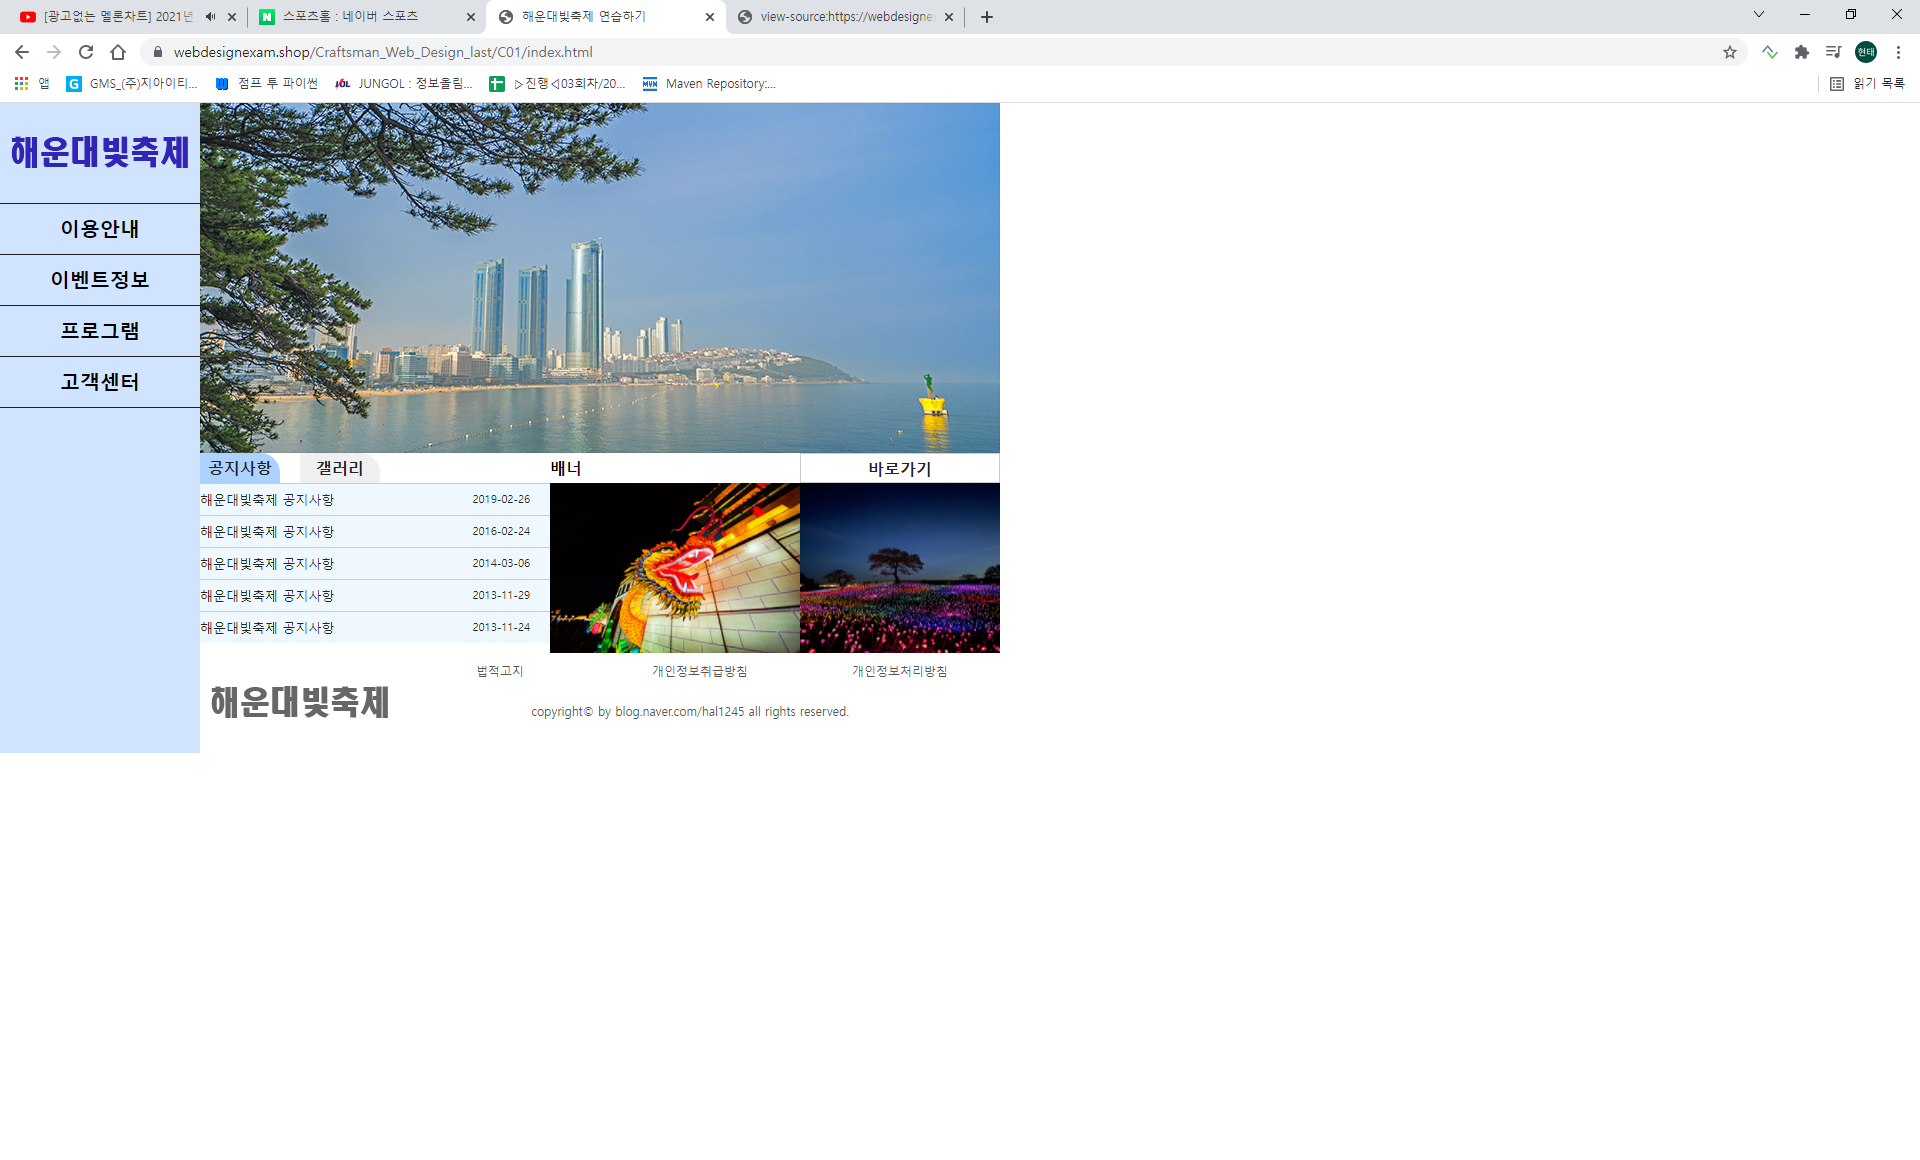 [광고없는 멜론차트] 2021년
스포츠홈 : 네이버 스포츠
해운대빛축제 연습하기
view-source:https://webdesigne
webdesignexam.shop/Craftsman_Web_Design_last/C01/index.html
현태
앱
GMS_(주)지아이티...
점프 투 파이썬
JUNGOL : 정보올림...
▷진행◁03회차/20...
Maven Repository:...
읽기 목록
해운대빛축제
이용안내
이벤트정보
프로그램
고객센터
공지사항 갤러리
해운대빛축제 공지사항 2019-02-26
해운대빛축제 공지사항 2016-02-24
해운대빛축제 공지사항 2014-03-06
해운대빛축제 공지사항 2013-11-29
해운대빛축제 공지사항 2013-11-24
배너
바로가기
해운대빛축제
법적고지 개인정보취급방침 개인정보처리방침
copyright© by blog.naver.com/hal1245 all rights reserved.